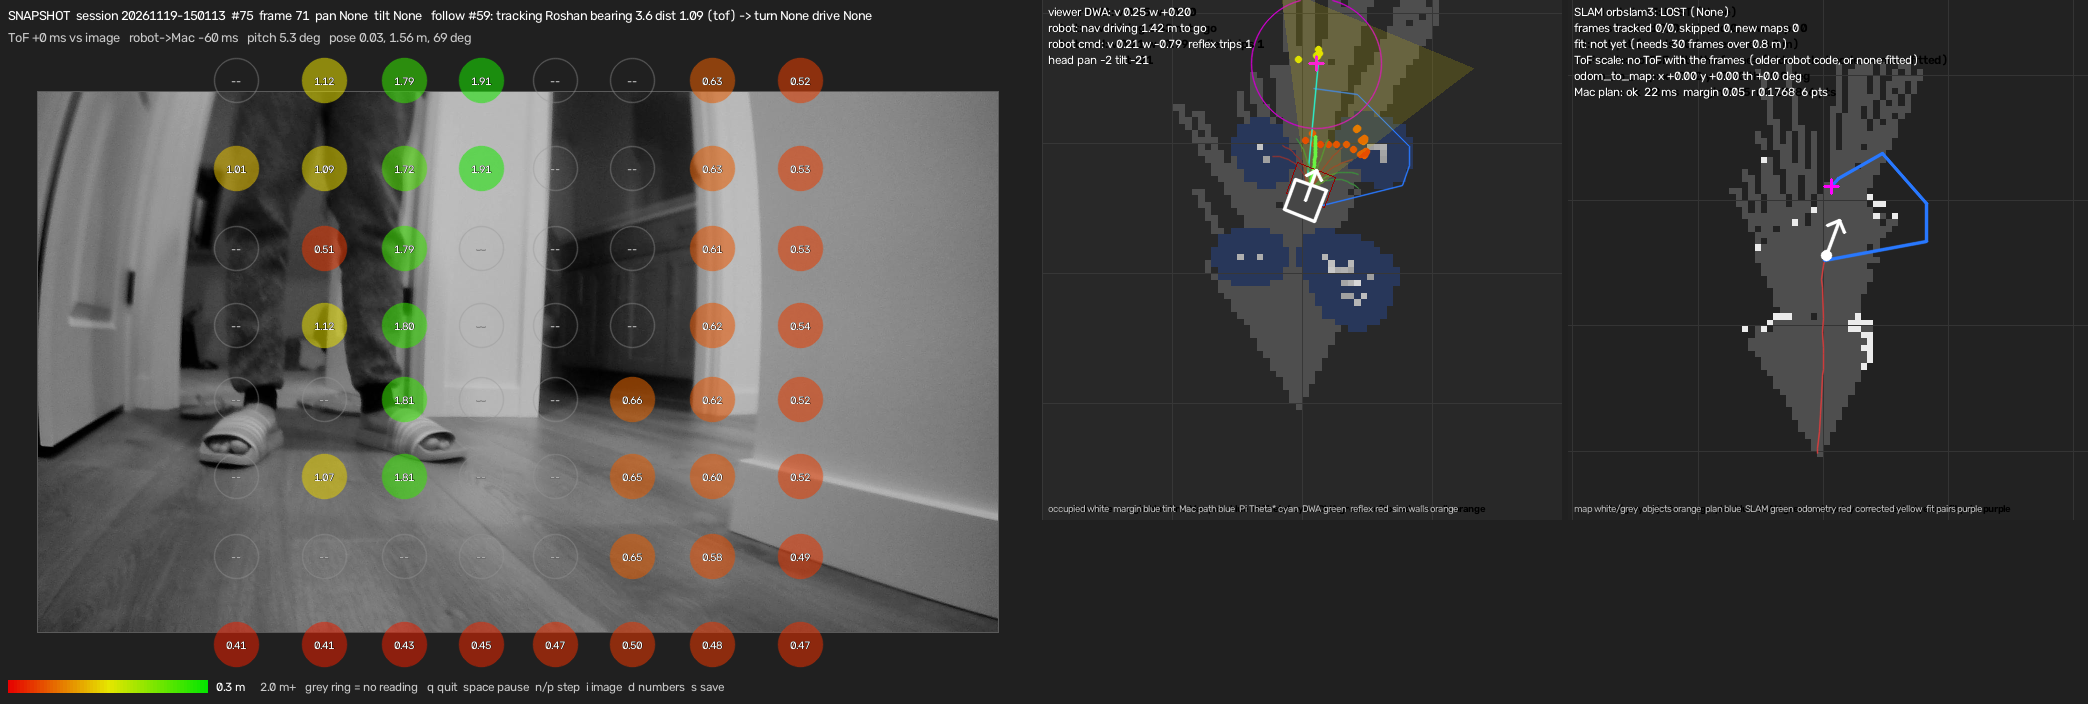 SNAPSHOT session 20261119-150113 #75 frame 71 pan None tilt None follow #59: tracking Roshan bearing 3.6 dist 1.09 (tof) -> turn None drive None
ToF +0 ms vs image robot->Mac -60 ms pitch 5.3 deg pose 0.03, 1.56 m, 69 deg
-- 1.12 1.79 1.91 -- -- 0.63 0.52
1.01 1.09 1.72 1.91 -- -- 0.63 0.53
-- 0.51 1.79 -- -- -- 0.61 0.53
-- 1.12 1.80 -- -- -- 0.62 0.54
-- -- 1.81 -- -- 0.66 0.62 0.52
-- 1.07 1.81 -- -- 0.65 0.60 0.52
-- -- -- -- -- 0.65 0.58 0.49
0.41 0.41 0.43 0.45 0.47 0.50 0.48 0.47
0.3 m 2.0 m+ grey ring = no reading q quit space pause n/p step i image d numbers s save
viewer DWA: v 0.25 w +0.20
robot: nav driving 1.42 m to go
robot cmd: v 0.21 w -0.79 reflex trips 1
head pan -2 tilt -21
occupied white margin blue tint Mac path blue Pi Theta* cyan DWA green reflex red sim walls orange
SLAM orbslam3: LOST (None)
frames tracked 0/0, skipped 0, new maps 0
fit: not yet (needs 30 frames over 0.8 m)
ToF scale: no ToF with the frames (older robot code, or none fitted)
odom_to_map: x +0.00 y +0.00 th +0.0 deg
Mac plan: ok 22 ms margin 0.05 r 0.1768 6 pts
map white/grey objects orange plan blue SLAM green odometry red corrected yellow fit pairs purple